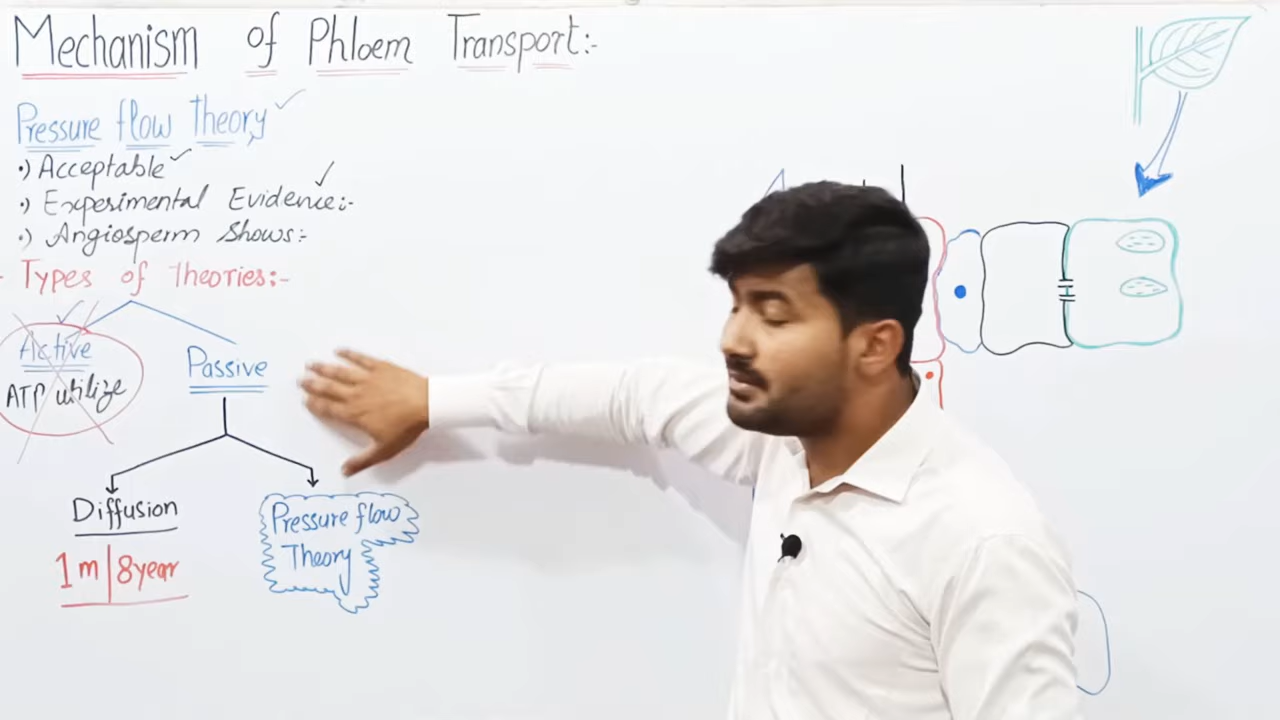 Mechanism of Phloem Transport:-
Pressure flow Theory
•) Acceptable
•) Experimental Evidence:-
•) Angiosperm Shows:-
- Types of Theories:-
Active
ATP utilize
Passive
Diffusion
1m | 8year
Pressure flow
Theory